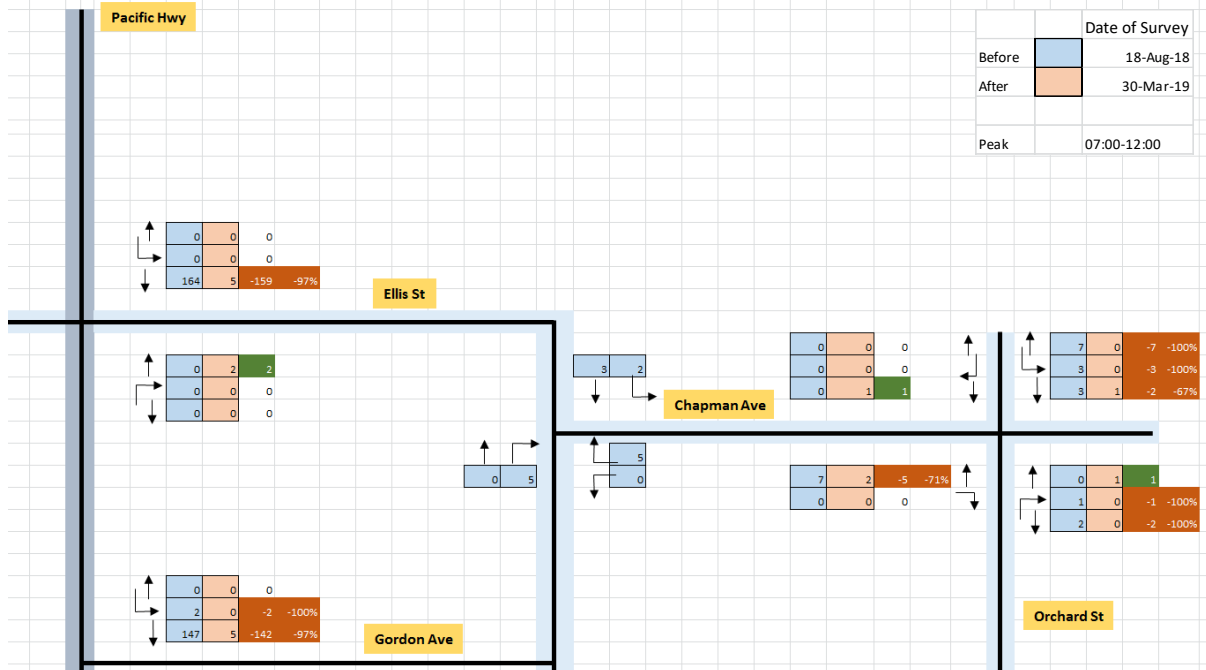 Pacific Hwy
Date of Survey
Before 18-Aug-18
After 30-Mar-19
Peak 07:00-12:00
0 0 0
0 0 0
164 5 -159 -97%
Ellis St
0 2 2
0 0 0
0 0 0
3 2
Chapman Ave
0 0 0
0 0 0
0 1 1
7 0 -7 -100%
3 0 -3 -100%
3 1 -2 -67%
0 5
5
0
7 2 -5 -71%
0 0 0
0 1 1
1 0 -1 -100%
2 0 -2 -100%
0 0 0
2 0 -2 -100%
147 5 -142 -97%
Gordon Ave
Orchard St